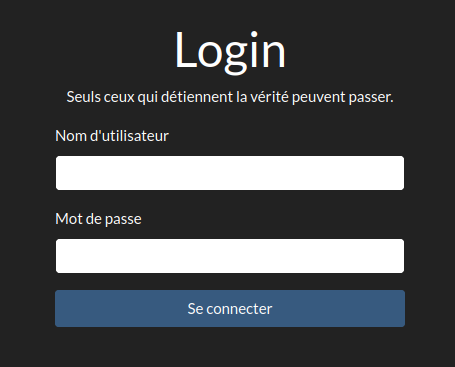 Login
Seuls ceux qui détiennent la vérité peuvent passer.
Nom d'utilisateur
Mot de passe
Se connecter